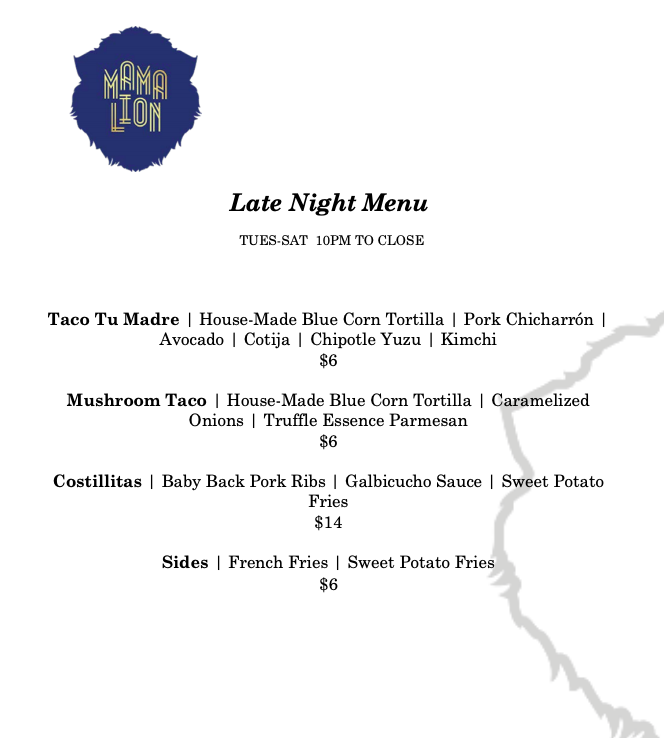 MAMA
LION
Late Night Menu
TUES-SAT  10PM TO CLOSE
Taco Tu Madre | House-Made Blue Corn Tortilla | Pork Chicharrón |
Avocado | Cotija | Chipotle Yuzu | Kimchi
$6
Mushroom Taco | House-Made Blue Corn Tortilla | Caramelized
Onions | Truffle Essence Parmesan
$6
Costillitas | Baby Back Pork Ribs | Galbicucho Sauce | Sweet Potato
Fries
$14
Sides | French Fries | Sweet Potato Fries
$6